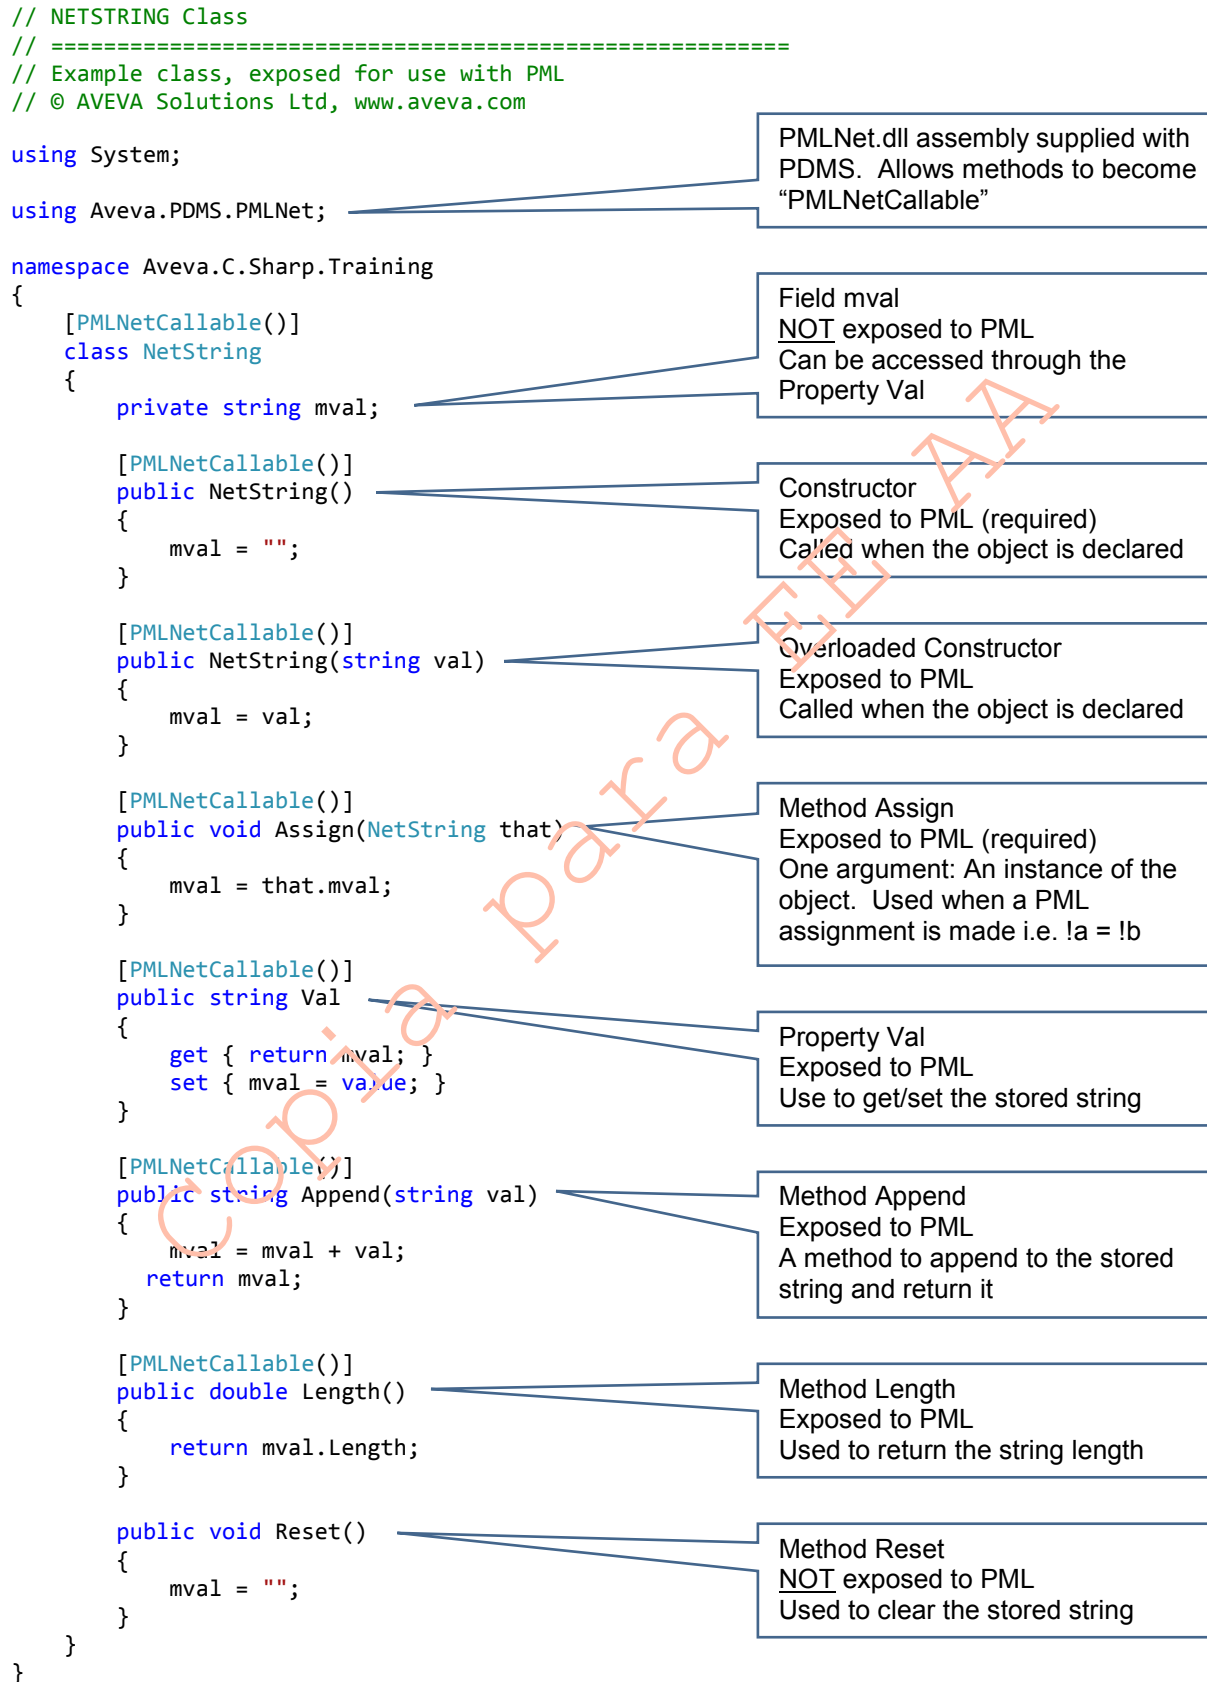 // NETSTRING Class
// ========================================================
// Example class, exposed for use with PML
// © AVEVA Solutions Ltd, www.aveva.com
using System;
using Aveva.PDMS.PMLNet;
PMLNet.dll assembly supplied with
PDMS.  Allows methods to become
“PMLNetCallable”
namespace Aveva.C.Sharp.Training
{
[PMLNetCallable()]
class NetString
{
private string mval;
Field mval
NOT exposed to PML
Can be accessed through the
Property Val
[PMLNetCallable()]
public NetString()
{
mval = "";
}
Constructor
Exposed to PML (required)
Called when the object is declared
[PMLNetCallable()]
public NetString(string val)
{
mval = val;
}
Overloaded Constructor
Exposed to PML
Called when the object is declared
[PMLNetCallable()]
public void Assign(NetString that)
{
mval = that.mval;
}
Method Assign
Exposed to PML (required)
One argument: An instance of the
object.  Used when a PML
assignment is made i.e. !a = !b
[PMLNetCallable()]
public string Val
{
get { return mval; }
set { mval = value; }
}
Property Val
Exposed to PML
Use to get/set the stored string
[PMLNetCallable()]
public string Append(string val)
{
mval = mval + val;
return mval;
}
Method Append
Exposed to PML
A method to append to the stored
string and return it
[PMLNetCallable()]
public double Length()
{
return mval.Length;
}
Method Length
Exposed to PML
Used to return the string length
public void Reset()
{
mval = "";
}
}
}
Method Reset
NOT exposed to PML
Used to clear the stored string
Copia para EE AA